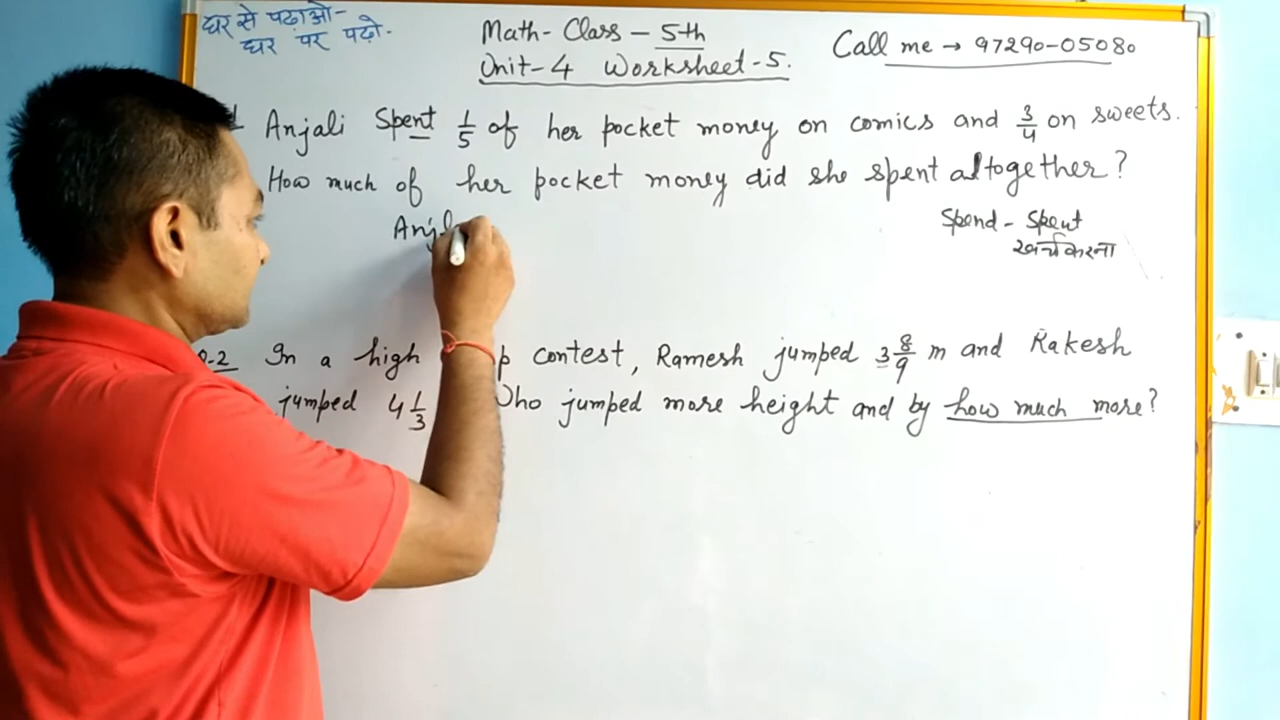 घर से पढ़ाओ-
घर पर पढ़ो.
Math- Class - 5th
Unit-4 Worksheet-5.
Call me → 97290-05080
Anjali Spent 1/5 of her pocket money on comics and 3/4 on sweets.
How much of her pocket money did she spent altogether?
Spend - Spent
खर्च करना
Q-2 In a high contest, Ramesh jumped 3 8/9 m and Rakesh
jumped 4 1/3 Who jumped more height and by how much more?